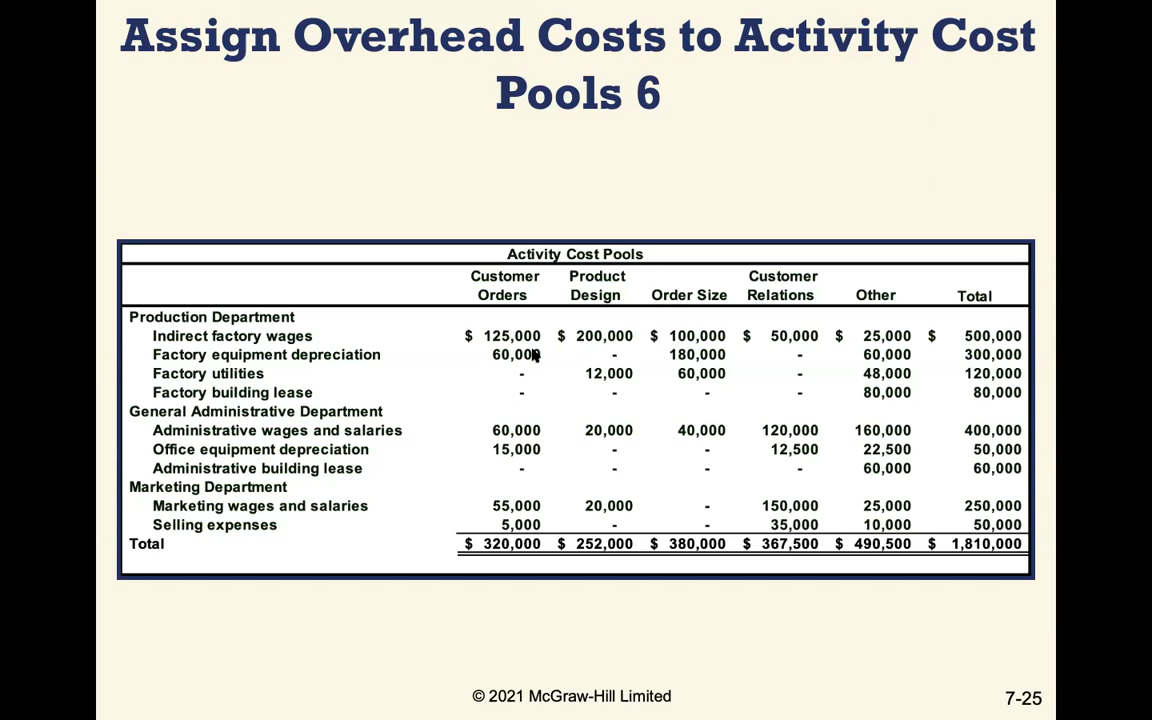 Assign Overhead Costs to Activity Cost
Pools 6
Activity Cost Pools
Customer Orders Product Design Order Size Customer Relations Other Total
Production Department
Indirect factory wages $ 125,000 $ 200,000 $ 100,000 $ 50,000 $ 25,000 $ 500,000
Factory equipment depreciation 60,000 - 180,000 - 60,000 300,000
Factory utilities - 12,000 60,000 - 48,000 120,000
Factory building lease - - - - 80,000 80,000
General Administrative Department
Administrative wages and salaries 60,000 20,000 40,000 120,000 160,000 400,000
Office equipment depreciation 15,000 - - 12,500 22,500 50,000
Administrative building lease - - - - 60,000 60,000
Marketing Department
Marketing wages and salaries 55,000 20,000 - 150,000 25,000 250,000
Selling expenses 5,000 - - 35,000 10,000 50,000
Total $ 320,000 $ 252,000 $ 380,000 $ 367,500 $ 490,500 $ 1,810,000
© 2021 McGraw-Hill Limited
7-25